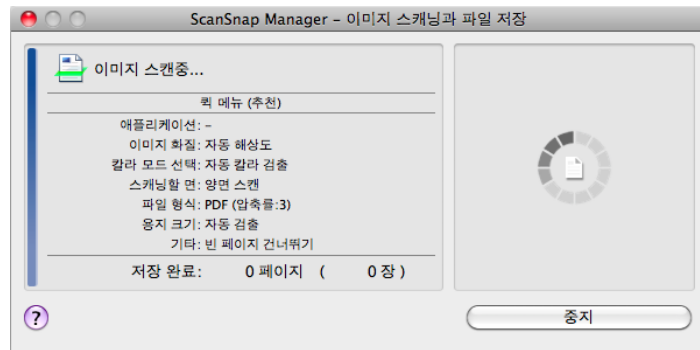 ScanSnap Manager – 이미지 스캐닝과 파일 저장
이미지 스캔중...
퀵 메뉴 (추천)
애플리케이션: –
이미지 화질: 자동 해상도
칼라 모드 선택: 자동 칼라 검출
스캐닝할 면: 양면 스캔
파일 형식: PDF (압축률:3)
용지 크기: 자동 검출
기타: 빈 페이지 건너뛰기
저장 완료: 0 페이지 ( 0 장 )
?
중지